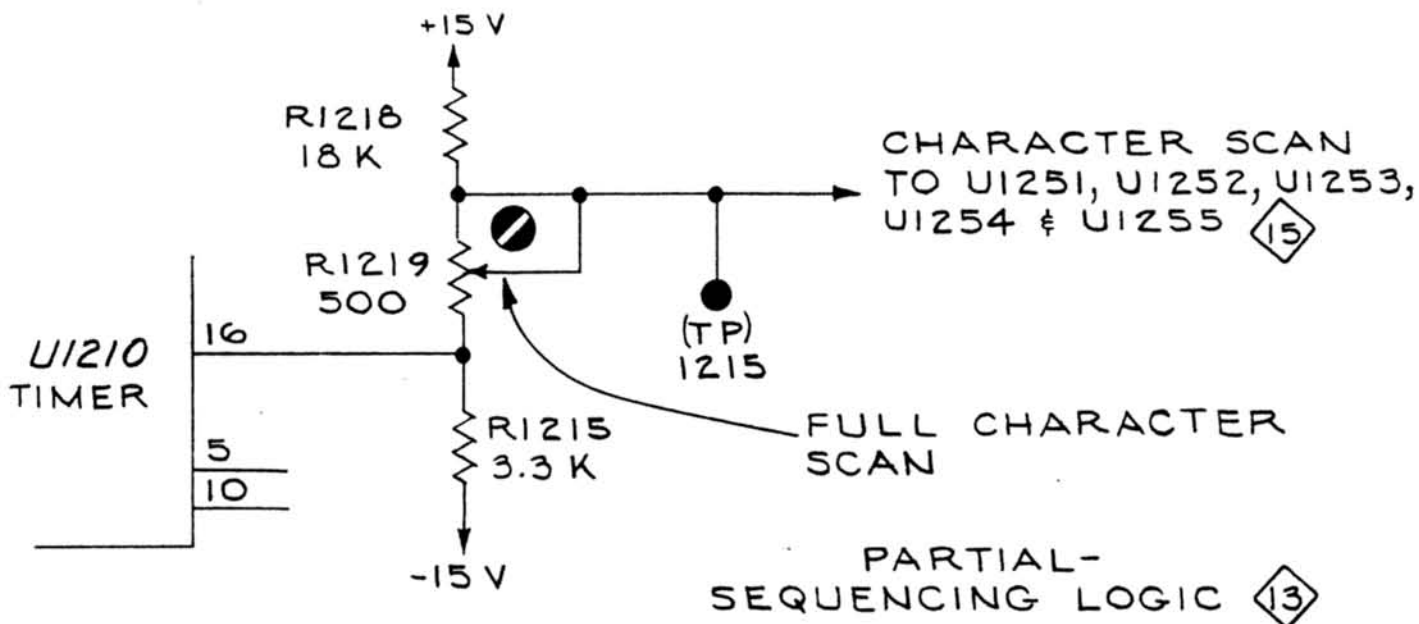 +15 V
R1218
18 K
CHARACTER SCAN
TO U1251, U1252, U1253,
U1254 & U1255 15
R1219
500
U1210
TIMER
16
(TP)
1215
R1215
3.3 K
FULL CHARACTER
SCAN
5
10
-15 V
PARTIAL-
SEQUENCING LOGIC 13